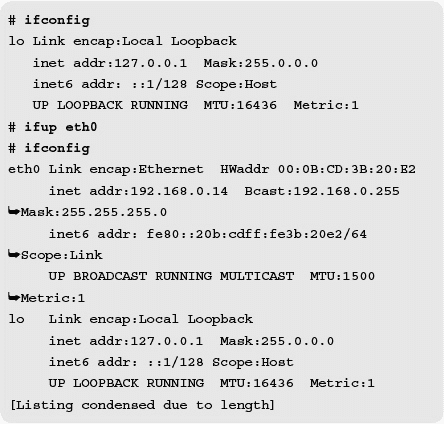 # ifconfig
lo Link encap:Local Loopback
inet addr:127.0.0.1  Mask:255.0.0.0
inet6 addr: ::1/128 Scope:Host
UP LOOPBACK RUNNING  MTU:16436  Metric:1
# ifup eth0
# ifconfig
eth0 Link encap:Ethernet  HWaddr 00:0B:CD:3B:20:E2
inet addr:192.168.0.14  Bcast:192.168.0.255
➥Mask:255.255.255.0
inet6 addr: fe80::20b:cdff:fe3b:20e2/64
➥Scope:Link
UP BROADCAST RUNNING MULTICAST  MTU:1500
➥Metric:1
lo   Link encap:Local Loopback
inet addr:127.0.0.1  Mask:255.0.0.0
inet6 addr: ::1/128 Scope:Host
UP LOOPBACK RUNNING  MTU:16436  Metric:1
[Listing condensed due to length]